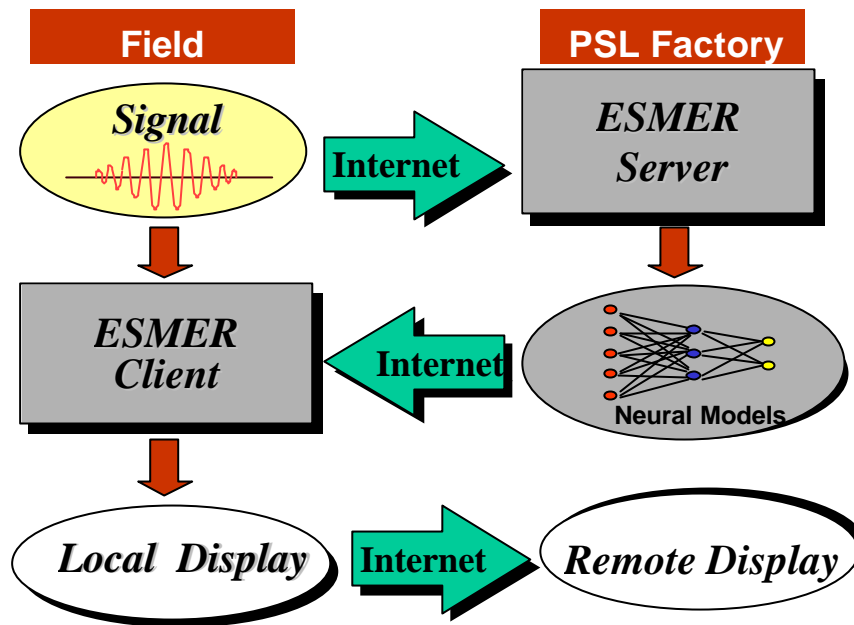 Field
PSL Factory
Signal
Internet
ESMER
Server
ESMER
Client
Internet
Neural Models
Local Display
Internet
Remote Display